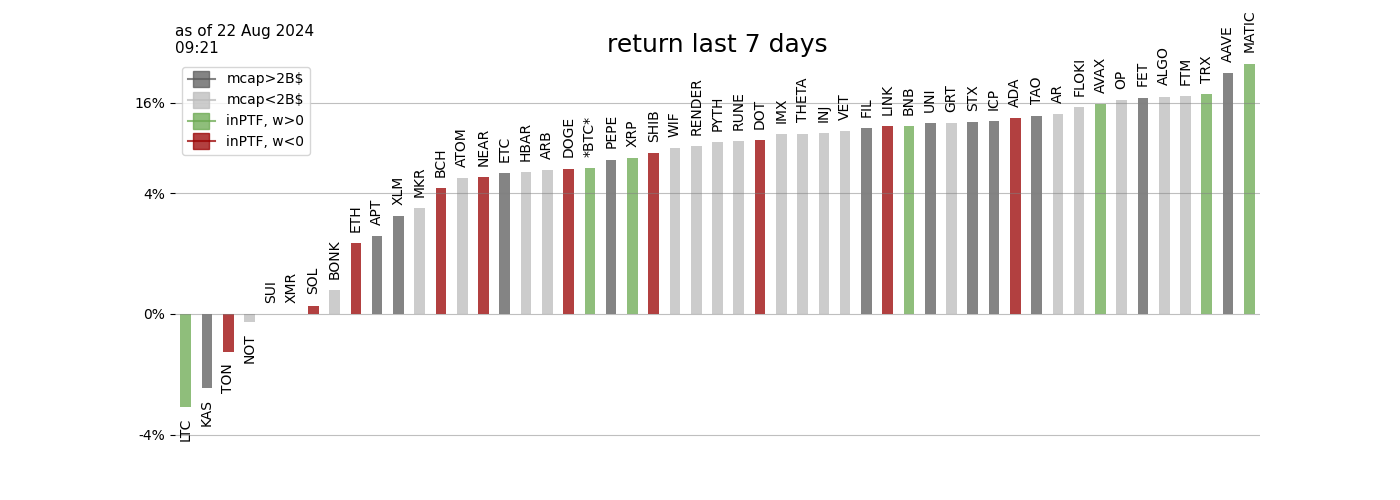 as of 22 Aug 2024
09:21
return last 7 days
mcap>2B$
mcap<2B$
inPTF, w>0
inPTF, w<0
16%
4%
0%
-4%
LTC
KAS
TON
NOT
SUI
XMR
SOL
BONK
ETH
APT
XLM
MKR
BCH
ATOM
NEAR
ETC
HBAR
ARB
DOGE
*BTC*
PEPE
XRP
SHIB
WIF
RENDER
PYTH
RUNE
DOT
IMX
THETA
INJ
VET
FIL
LINK
BNB
UNI
GRT
STX
ICP
ADA
TAO
AR
FLOKI
AVAX
OP
FET
ALGO
FTM
TRX
AAVE
MATIC